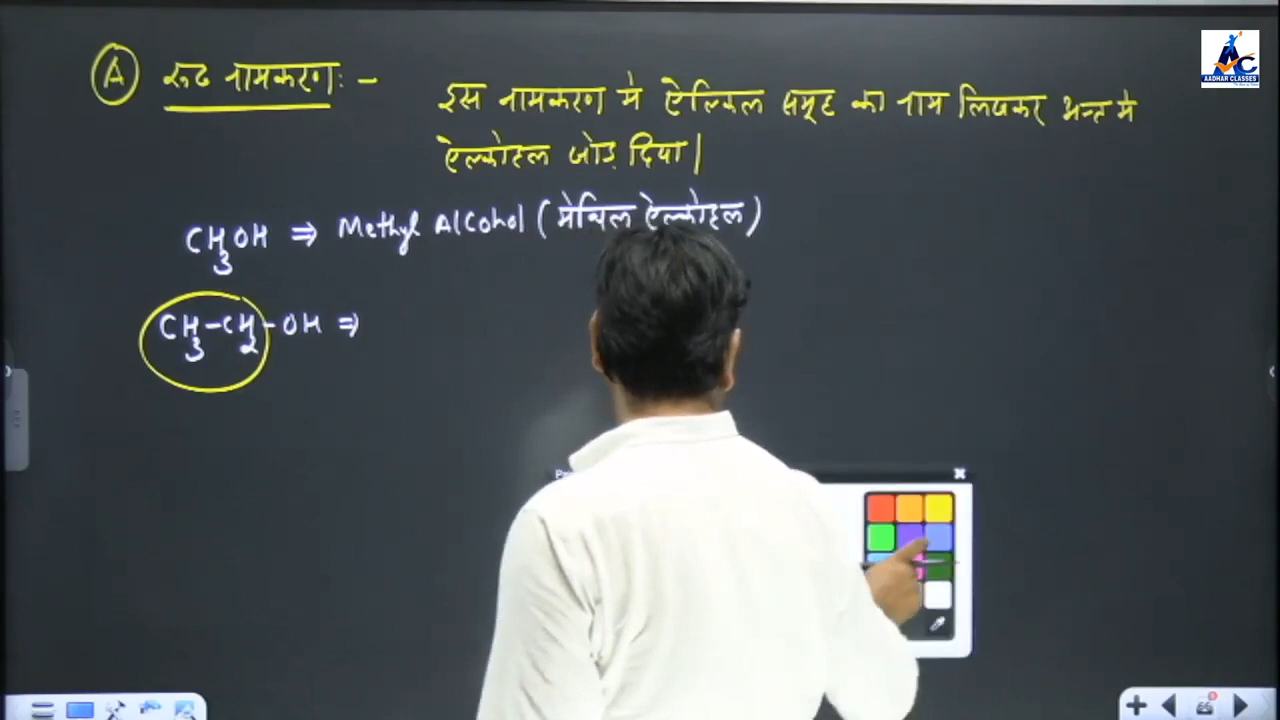 AC
AADHAR CLASSES
A रूढ नामकरण :-
इस नामकरण मे ऐल्किल समूह का नाम लिखकर अन्त मे
ऐल्कोहल जोड़ दिया|
CH3OH ⇒ Methyl Alcohol (मेथिल ऐल्कोहल)
CH3-CH2-OH ⇒